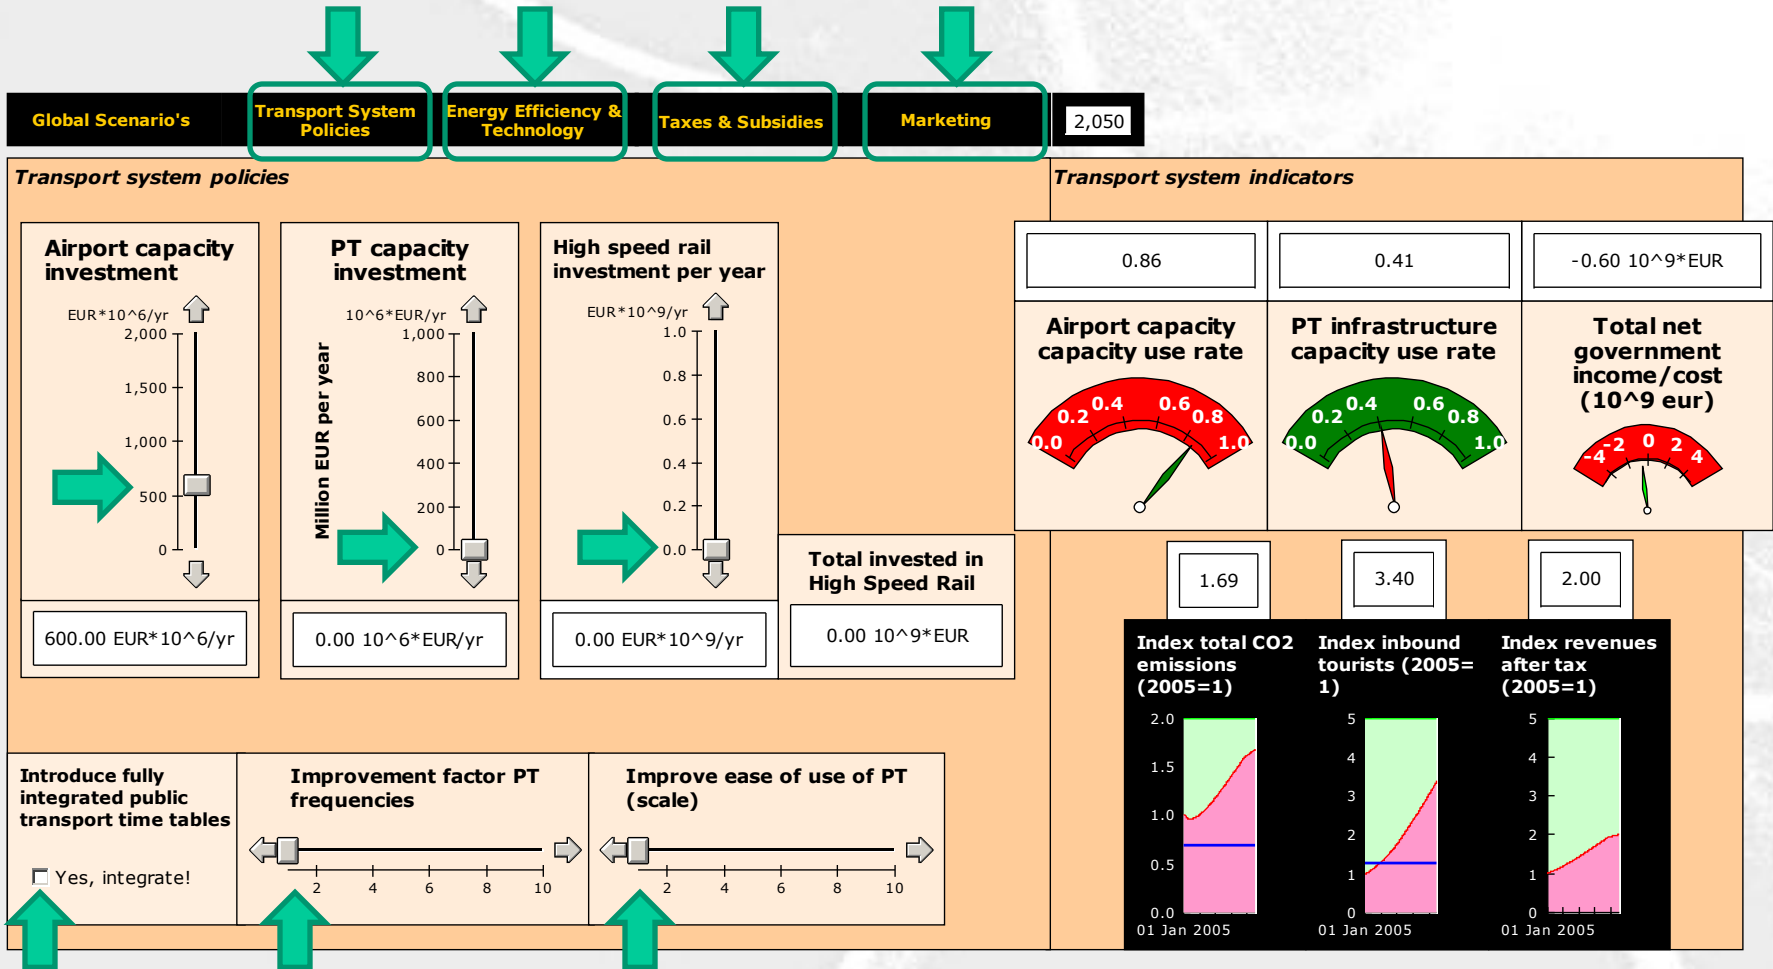 Global Scenario's
Transport System
Policies
Energy Efficiency &
Technology
Taxes & Subsidies
Marketing
2,050
Transport system policies
Airport capacity
investment
EUR*10^6/yr
2,000
1,500
1,000
500
0
600.00 EUR*10^6/yr
PT capacity
investment
10^6*EUR/yr
Million EUR per year
1,000
800
600
400
200
0
0.00 10^6*EUR/yr
High speed rail
investment per year
EUR*10^9/yr
1.0
0.8
0.6
0.4
0.2
0.0
0.00 EUR*10^9/yr
Total invested in
High Speed Rail
0.00 10^9*EUR
Introduce fully
integrated public
transport time tables
Yes, integrate!
Improvement factor PT
frequencies
2 4 6 8 10
Improve ease of use of PT
(scale)
2 4 6 8 10
Transport system indicators
0.86
Airport capacity
capacity use rate
0.0 0.2 0.4 0.6 0.8 1.0
0.41
PT infrastructure
capacity use rate
0.0 0.2 0.4 0.6 0.8 1.0
-0.60 10^9*EUR
Total net
government
income/cost
(10^9 eur)
-4 -2 0 2 4
1.69
Index total CO2
emissions
(2005=1)
2.0
1.5
1.0
0.5
0.0
01 Jan 2005
3.40
Index inbound
tourists (2005=
1)
5
4
3
2
1
0
01 Jan 2005
2.00
Index revenues
after tax
(2005=1)
5
4
3
2
1
0
01 Jan 2005